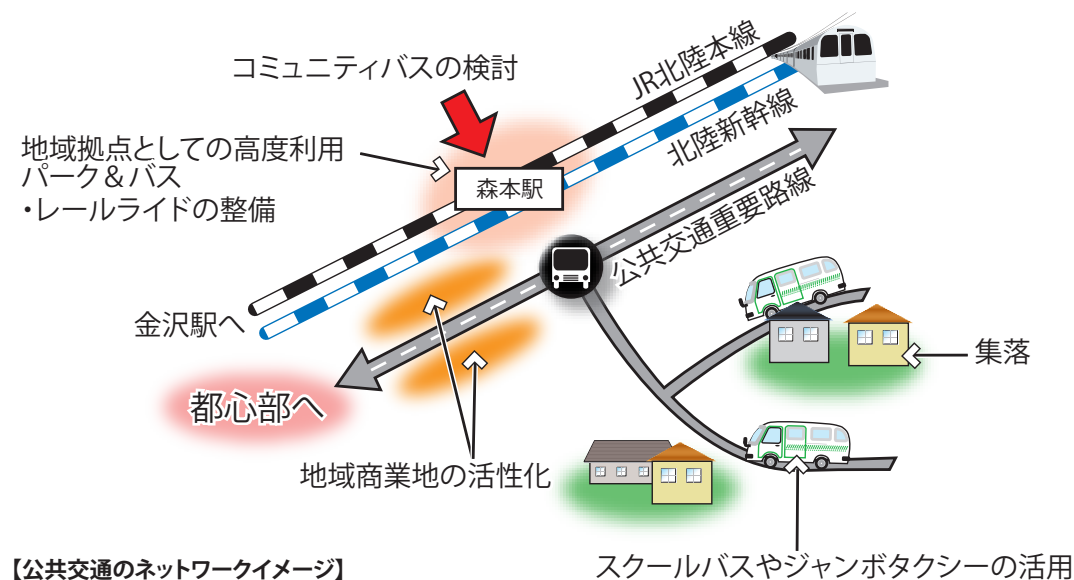 コミュニティバスの検討
JR北陸本線
北陸新幹線
地域拠点としての高度利用
パーク＆バス
・レールライドの整備
森本駅
公共交通重要路線
金沢駅へ
集落
都心部へ
地域商業地の活性化
スクールバスやジャンボタクシーの活用
【公共交通のネットワークイメージ】